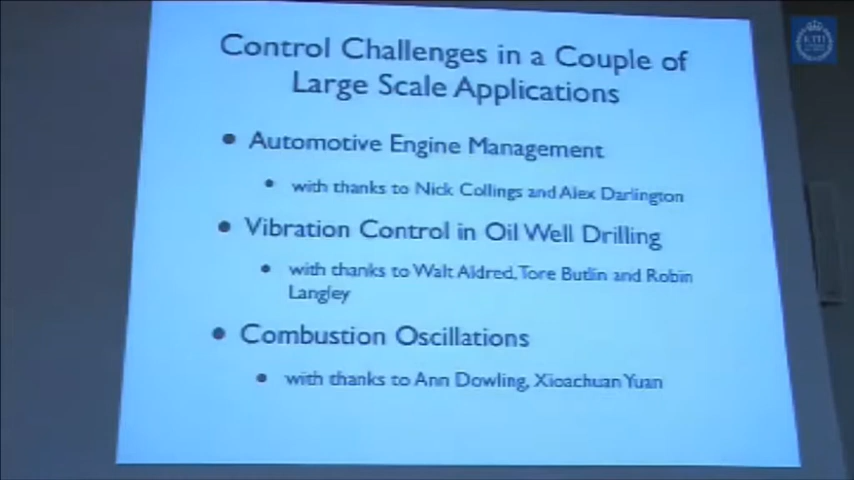 Control Challenges in a Couple of
Large Scale Applications
• Automotive Engine Management
• with thanks to Nick Collings and Alex Darlington
• Vibration Control in Oil Well Drilling
• with thanks to Walt Aldred, Tore Butlin and Robin
Langley
• Combustion Oscillations
• with thanks to Ann Dowling, Xioachuan Yuan
KTH